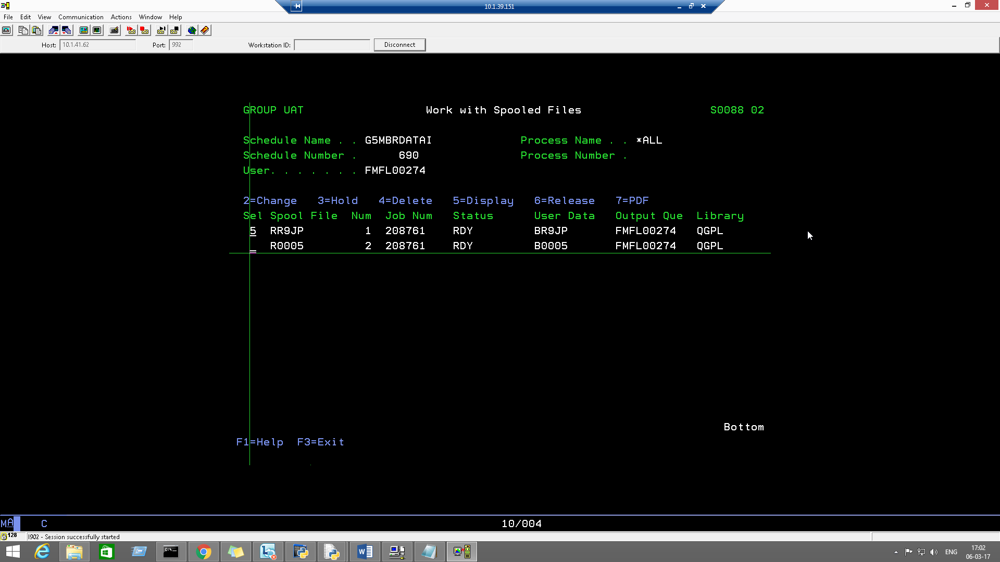 10.1.39.151
File Edit View Communication Actions Window Help
Host: 10.1.41.62 Port: 992 Workstation ID: Disconnect
GROUP UAT Work with Spooled Files S0088 02
Schedule Name . . G5MBRDATAI Process Name . . *ALL
Schedule Number . 690 Process Number .
User. . . . . . . FMFL00274
2=Change 3=Hold 4=Delete 5=Display 6=Release 7=PDF
Sel Spool File Num Job Num Status User Data Output Que Library
5 RR9JP 1 208761 RDY BR9JP FMFL00274 QGPL
_ R0005 2 208761 RDY B0005 FMFL00274 QGPL
Bottom
F1=Help F3=Exit
MA C 10/004
128 I902 - Session successfully started
ENG 17:02
06-03-17